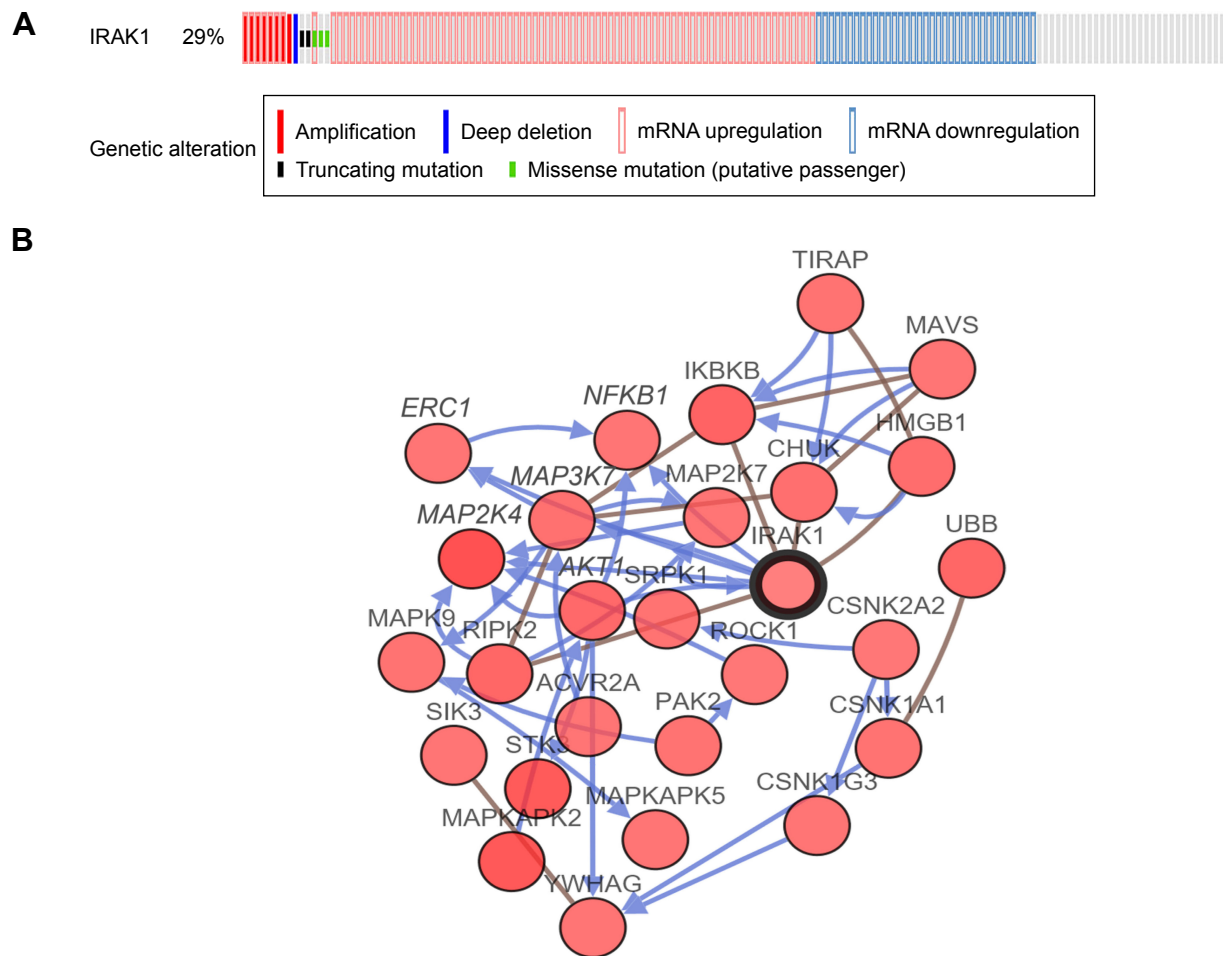 A
IRAK1 29%
Genetic alteration
Amplification Deep deletion mRNA upregulation mRNA downregulation
Truncating mutation Missense mutation (putative passenger)
B
TIRAP
MAVS
IKBKB
NFKB1
ERC1
HMGB1
CHUK
MAP3K7
MAP2K7
MAP2K4
IRAK1
UBB
AKT1
SRPK1
CSNK2A2
MAPK9
RIPK2
ROCK1
ACVR2A
PAK2
CSNK1A1
SIK3
STK3
MAPKAPK5
CSNK1G3
MAPKAPK2
YWHAG